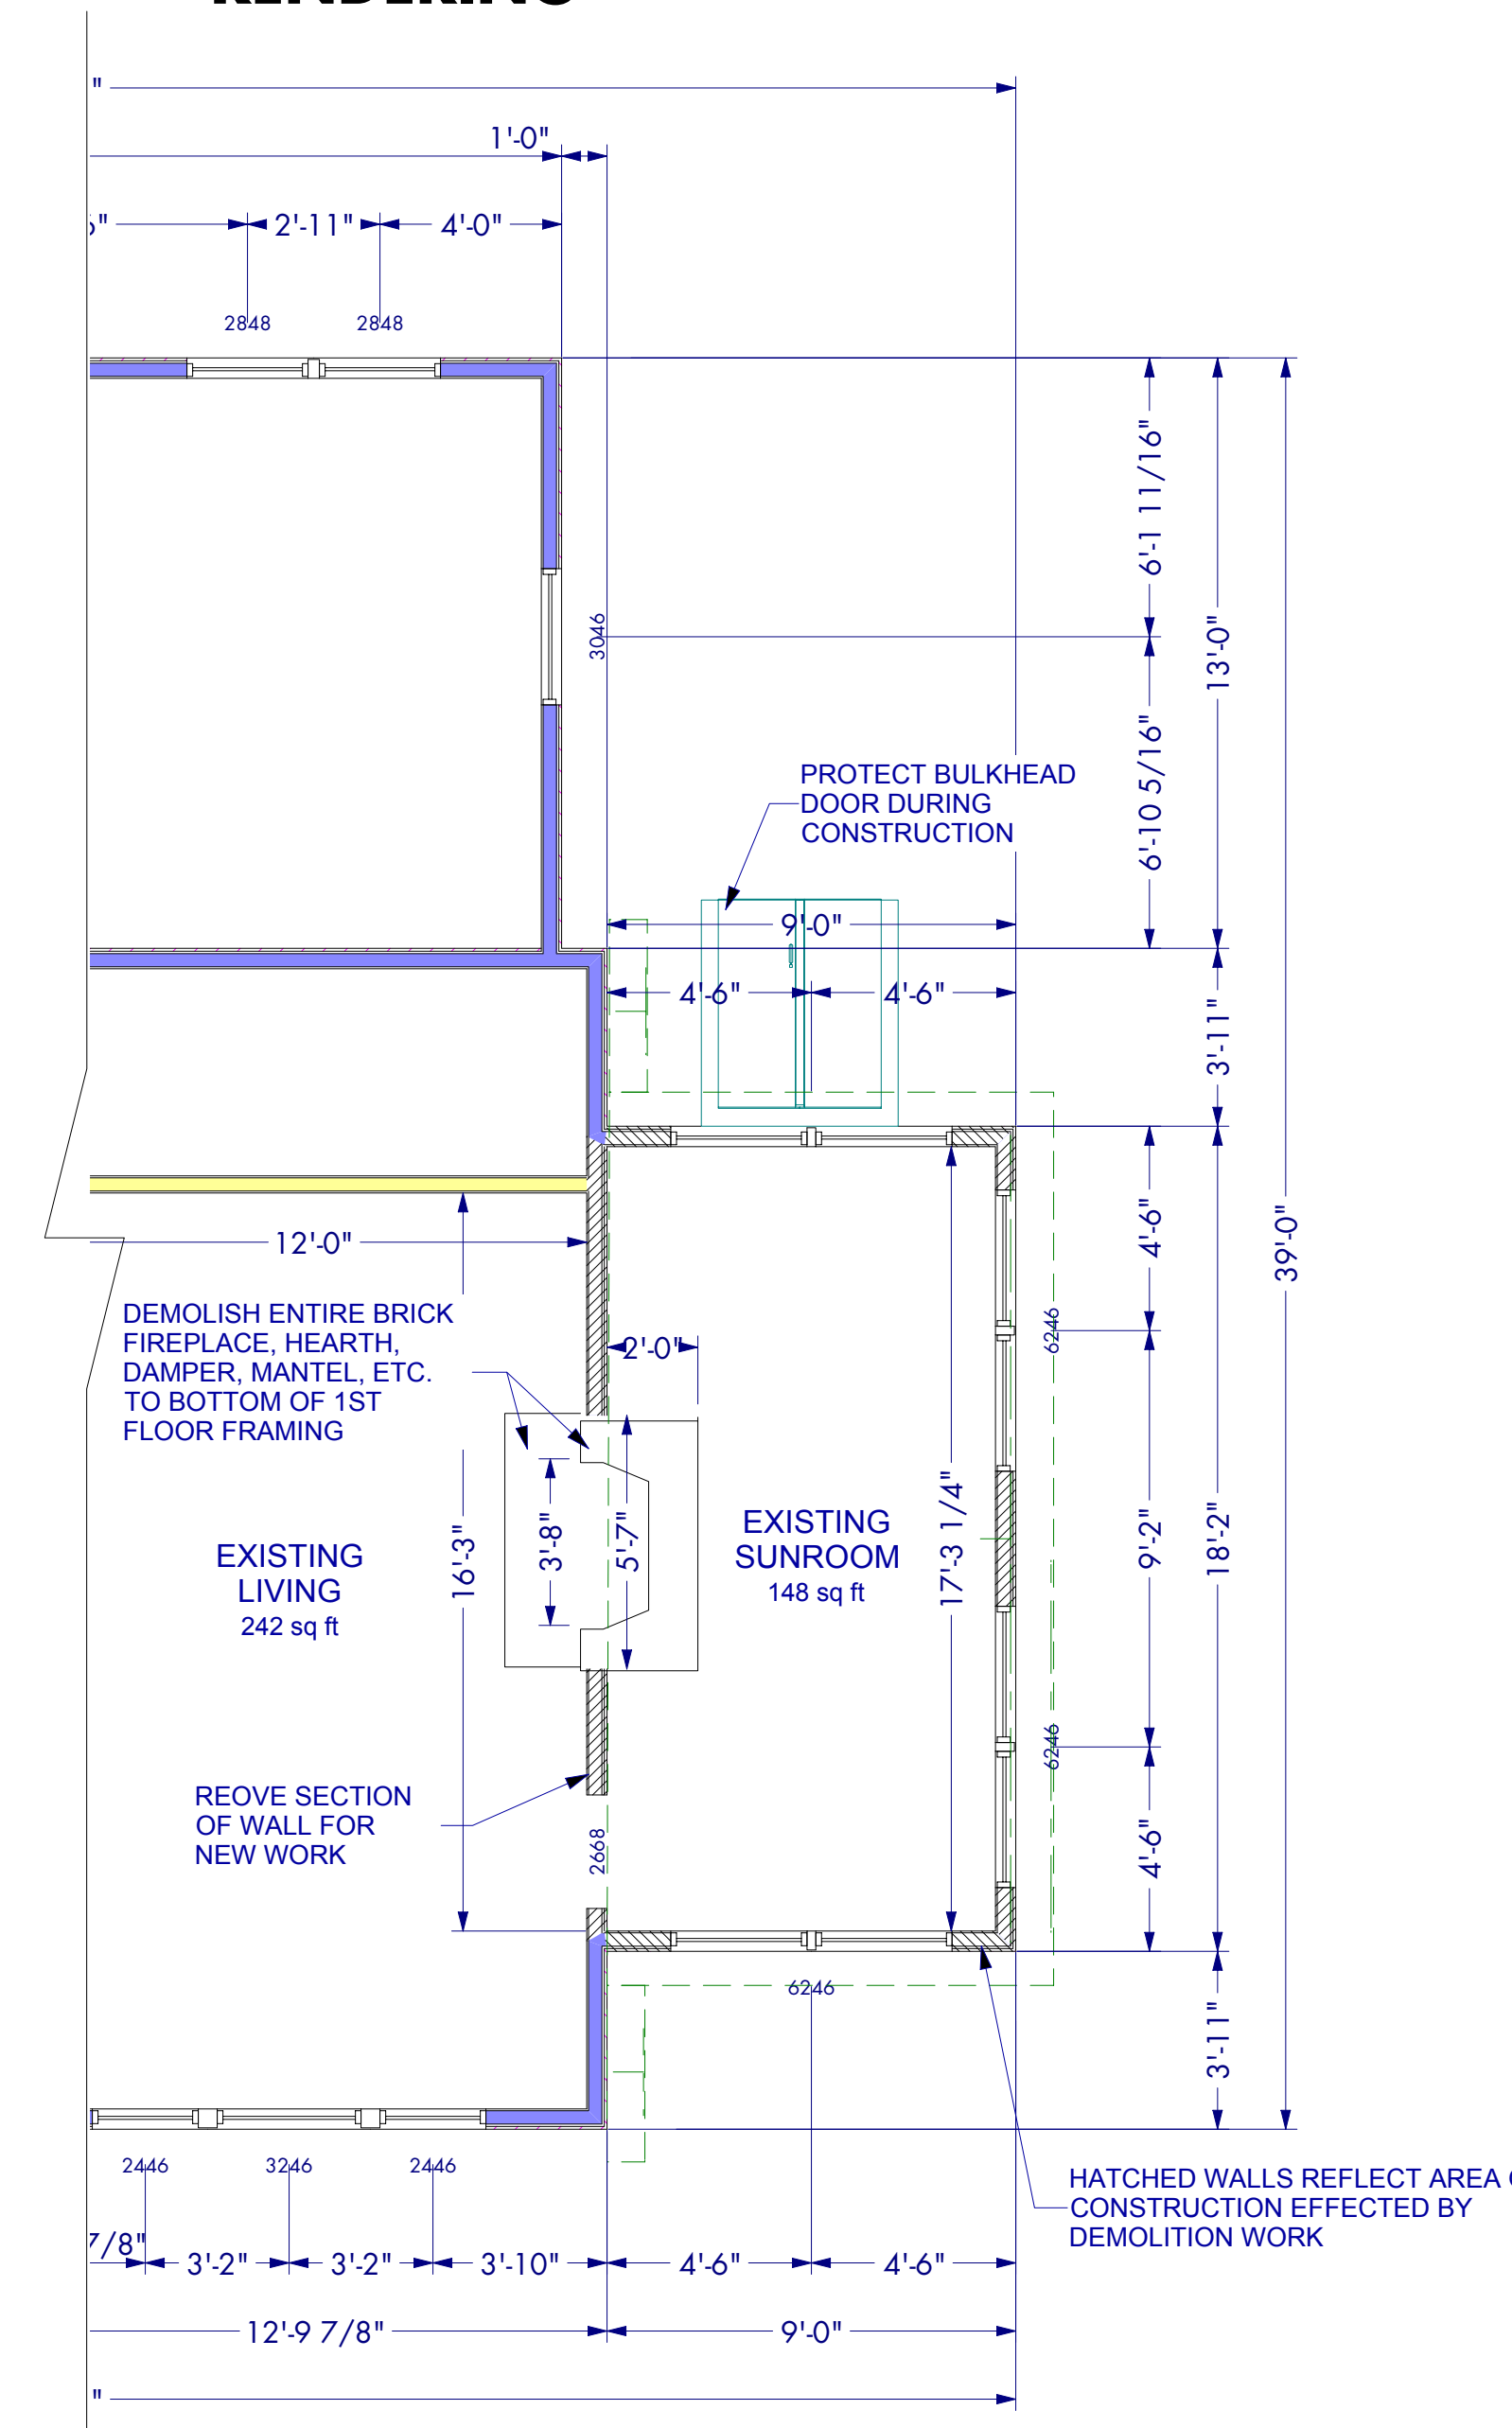 RENDERING
"
1'-0"
2'-11" 4'-0"
2848 2848
6'-1 11/16"
3046
13'-0"
6'-10 5/16"
PROTECT BULKHEAD
DOOR DURING
CONSTRUCTION
9'-0"
4'-6" 4'-6"
3'-11"
12'-0"
4'-6"
39'-0"
6246
DEMOLISH ENTIRE BRICK
FIREPLACE, HEARTH,
DAMPER, MANTEL, ETC.
TO BOTTOM OF 1ST
FLOOR FRAMING
2'-0"
16'-3"
3'-8"
5'-7"
17'-3 1/4"
9'-2"
18'-2"
EXISTING
SUNROOM
148 sq ft
EXISTING
LIVING
242 sq ft
6246
REOVE SECTION
OF WALL FOR
NEW WORK
2668
4'-6"
6246
3'-11"
2446 3246 2446
HATCHED WALLS REFLECT AREA
CONSTRUCTION EFFECTED BY
DEMOLITION WORK
7/8"
3'-2" 3'-2" 3'-10" 4'-6" 4'-6"
12'-9 7/8" 9'-0"
"